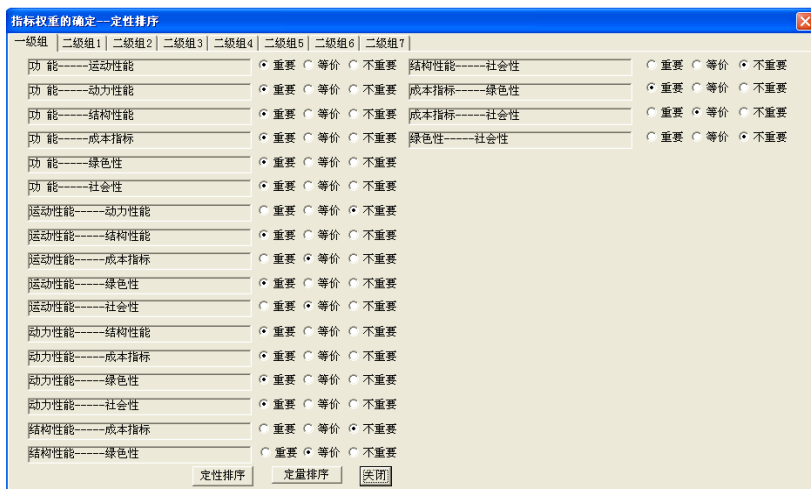 指标权重的确定--定性排序
一级组 二级组1 二级组2 二级组3 二级组4 二级组5 二级组6 二级组7
功 能-----运动性能 重要 等价 不重要 结构性能-----社会性 重要 等价 不重要
功 能-----动力性能 重要 等价 不重要 成本指标-----绿色性 重要 等价 不重要
功 能-----结构性能 重要 等价 不重要 成本指标-----社会性 重要 等价 不重要
功 能-----成本指标 重要 等价 不重要 绿色性-----社会性 重要 等价 不重要
功 能-----绿色性 重要 等价 不重要
功 能-----社会性 重要 等价 不重要
运动性能-----动力性能 重要 等价 不重要
运动性能-----结构性能 重要 等价 不重要
运动性能-----成本指标 重要 等价 不重要
运动性能-----绿色性 重要 等价 不重要
运动性能-----社会性 重要 等价 不重要
动力性能-----结构性能 重要 等价 不重要
动力性能-----成本指标 重要 等价 不重要
动力性能-----绿色性 重要 等价 不重要
动力性能-----社会性 重要 等价 不重要
结构性能-----成本指标 重要 等价 不重要
结构性能-----绿色性 重要 等价 不重要
定性排序 定量排序 关闭